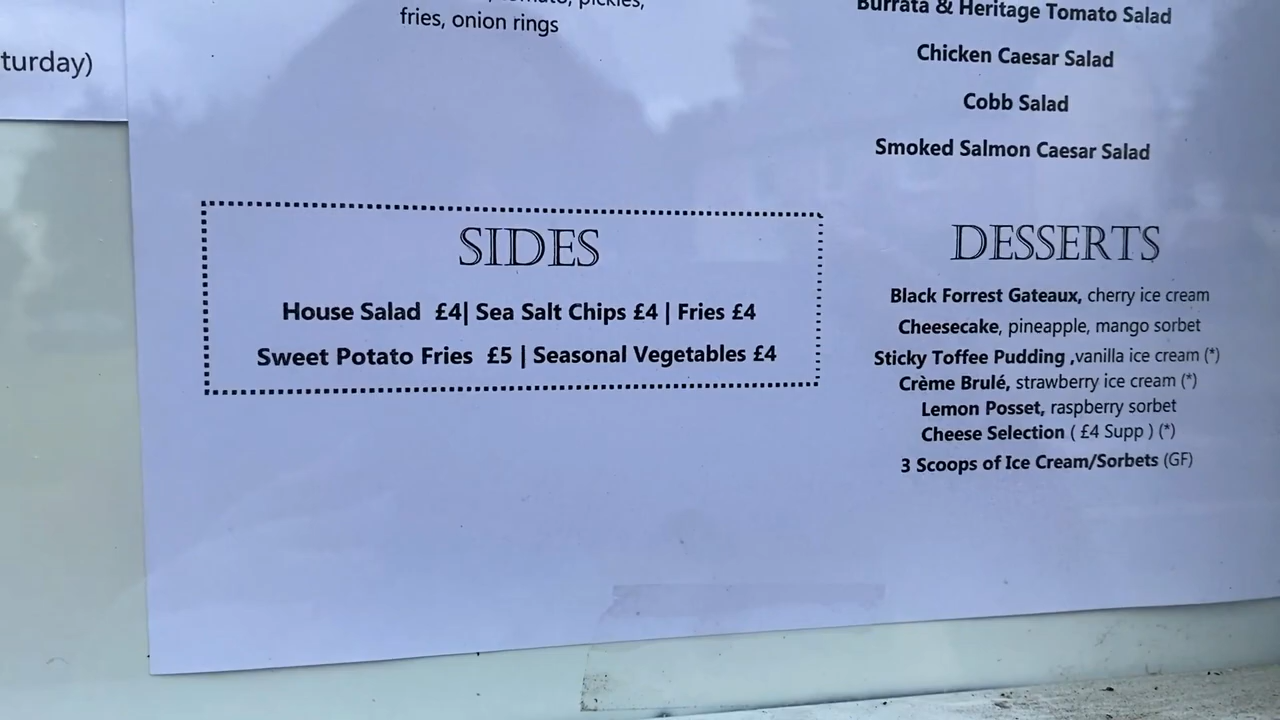 turday)
pickles,
fries, onion rings
SIDES
House Salad £4| Sea Salt Chips £4 | Fries £4
Sweet Potato Fries £5 | Seasonal Vegetables £4
Burrata & Heritage Tomato Salad
Chicken Caesar Salad
Cobb Salad
Smoked Salmon Caesar Salad
DESSERTS
Black Forrest Gateaux, cherry ice cream
Cheesecake, pineapple, mango sorbet
Sticky Toffee Pudding ,vanilla ice cream (*)
Crème Brulé, strawberry ice cream (*)
Lemon Posset, raspberry sorbet
Cheese Selection ( £4 Supp ) (*)
3 Scoops of Ice Cream/Sorbets (GF)